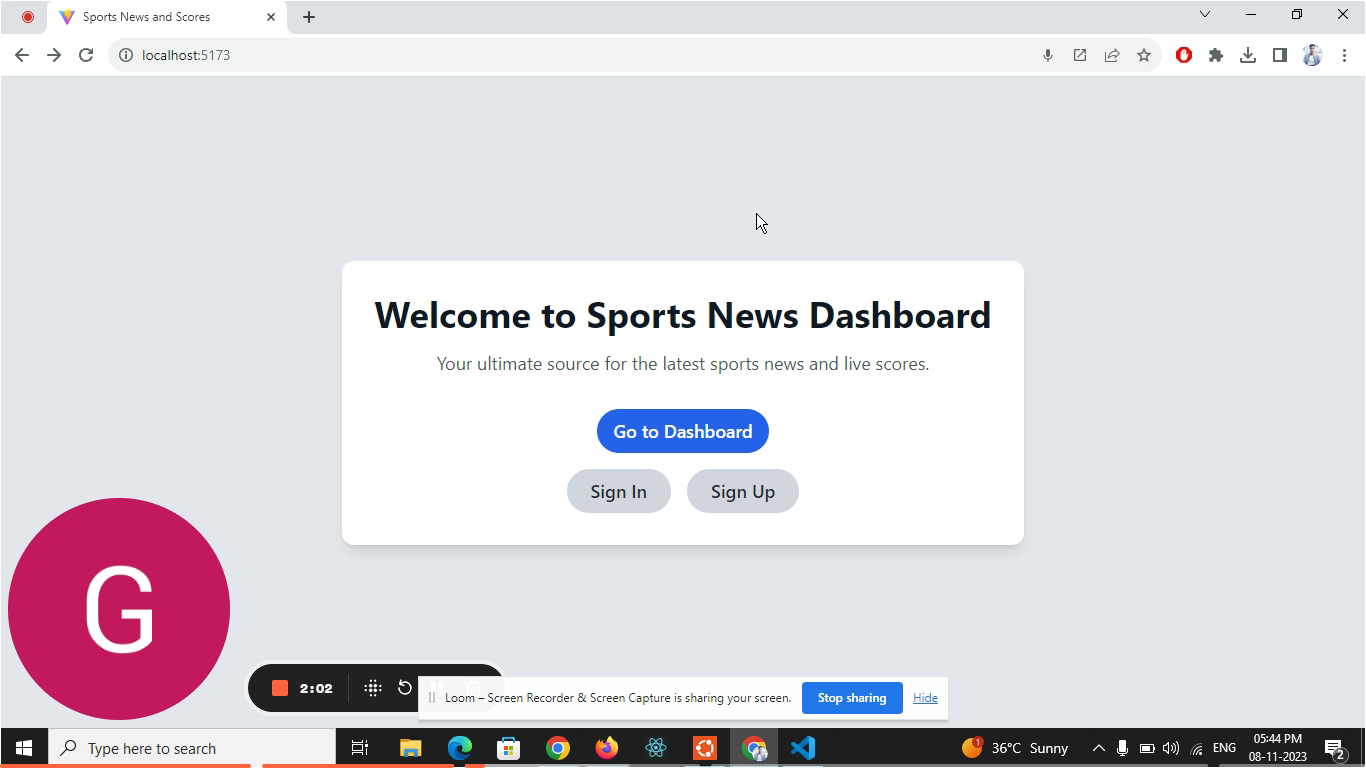 Sports News and Scores
localhost:5173
Welcome to Sports News Dashboard
Your ultimate source for the latest sports news and live scores.
Go to Dashboard
Sign In
Sign Up
G
2:02
Loom – Screen Recorder & Screen Capture is sharing your screen.
Stop sharing
Hide
Type here to search
1
36°C Sunny
ENG
05:44 PM
08-11-2023
2